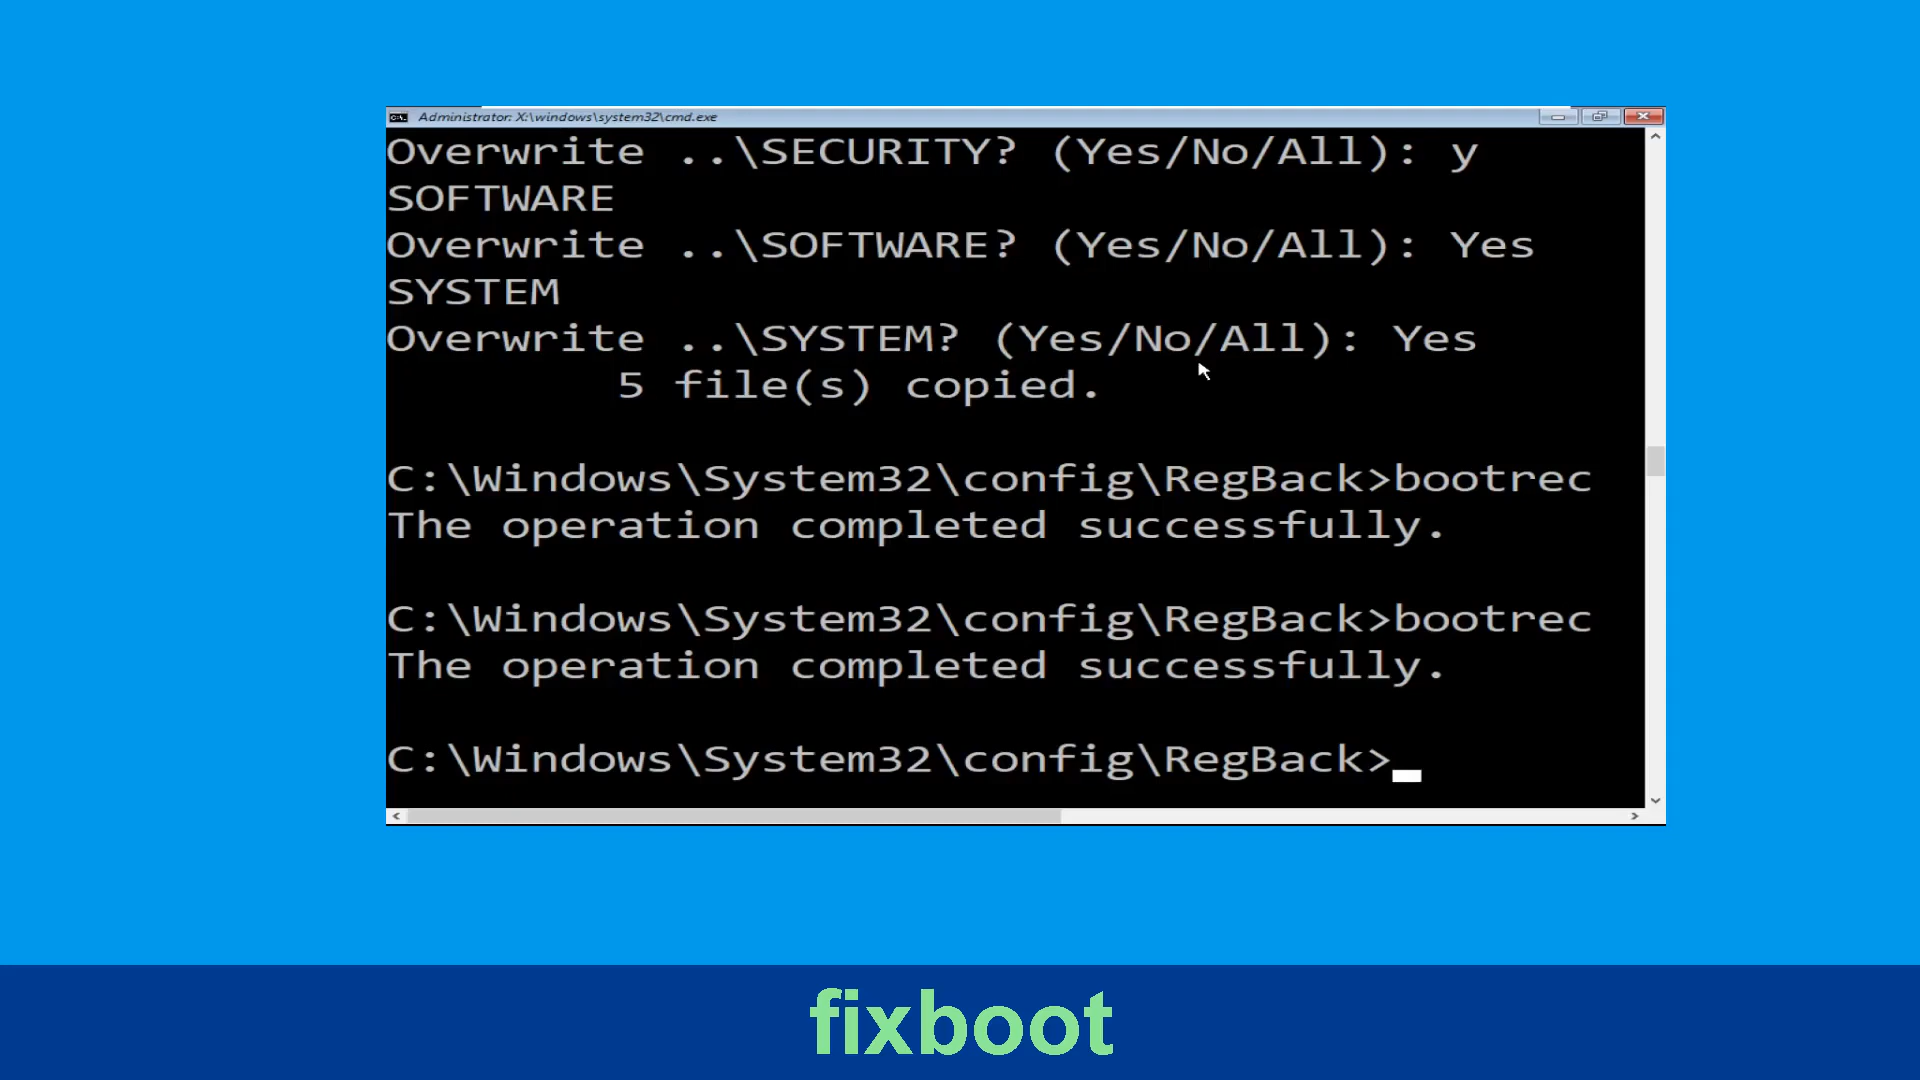 Administrator: X:\windows\system32\cmd.exe
Overwrite ..\SECURITY? (Yes/No/All): y
SOFTWARE
Overwrite ..\SOFTWARE? (Yes/No/All): Yes
SYSTEM
Overwrite ..\SYSTEM? (Yes/No/All): Yes
        5 file(s) copied.
C:\Windows\System32\config\RegBack>bootrec
The operation completed successfully.
C:\Windows\System32\config\RegBack>bootrec
The operation completed successfully.
C:\Windows\System32\config\RegBack>
fixboot